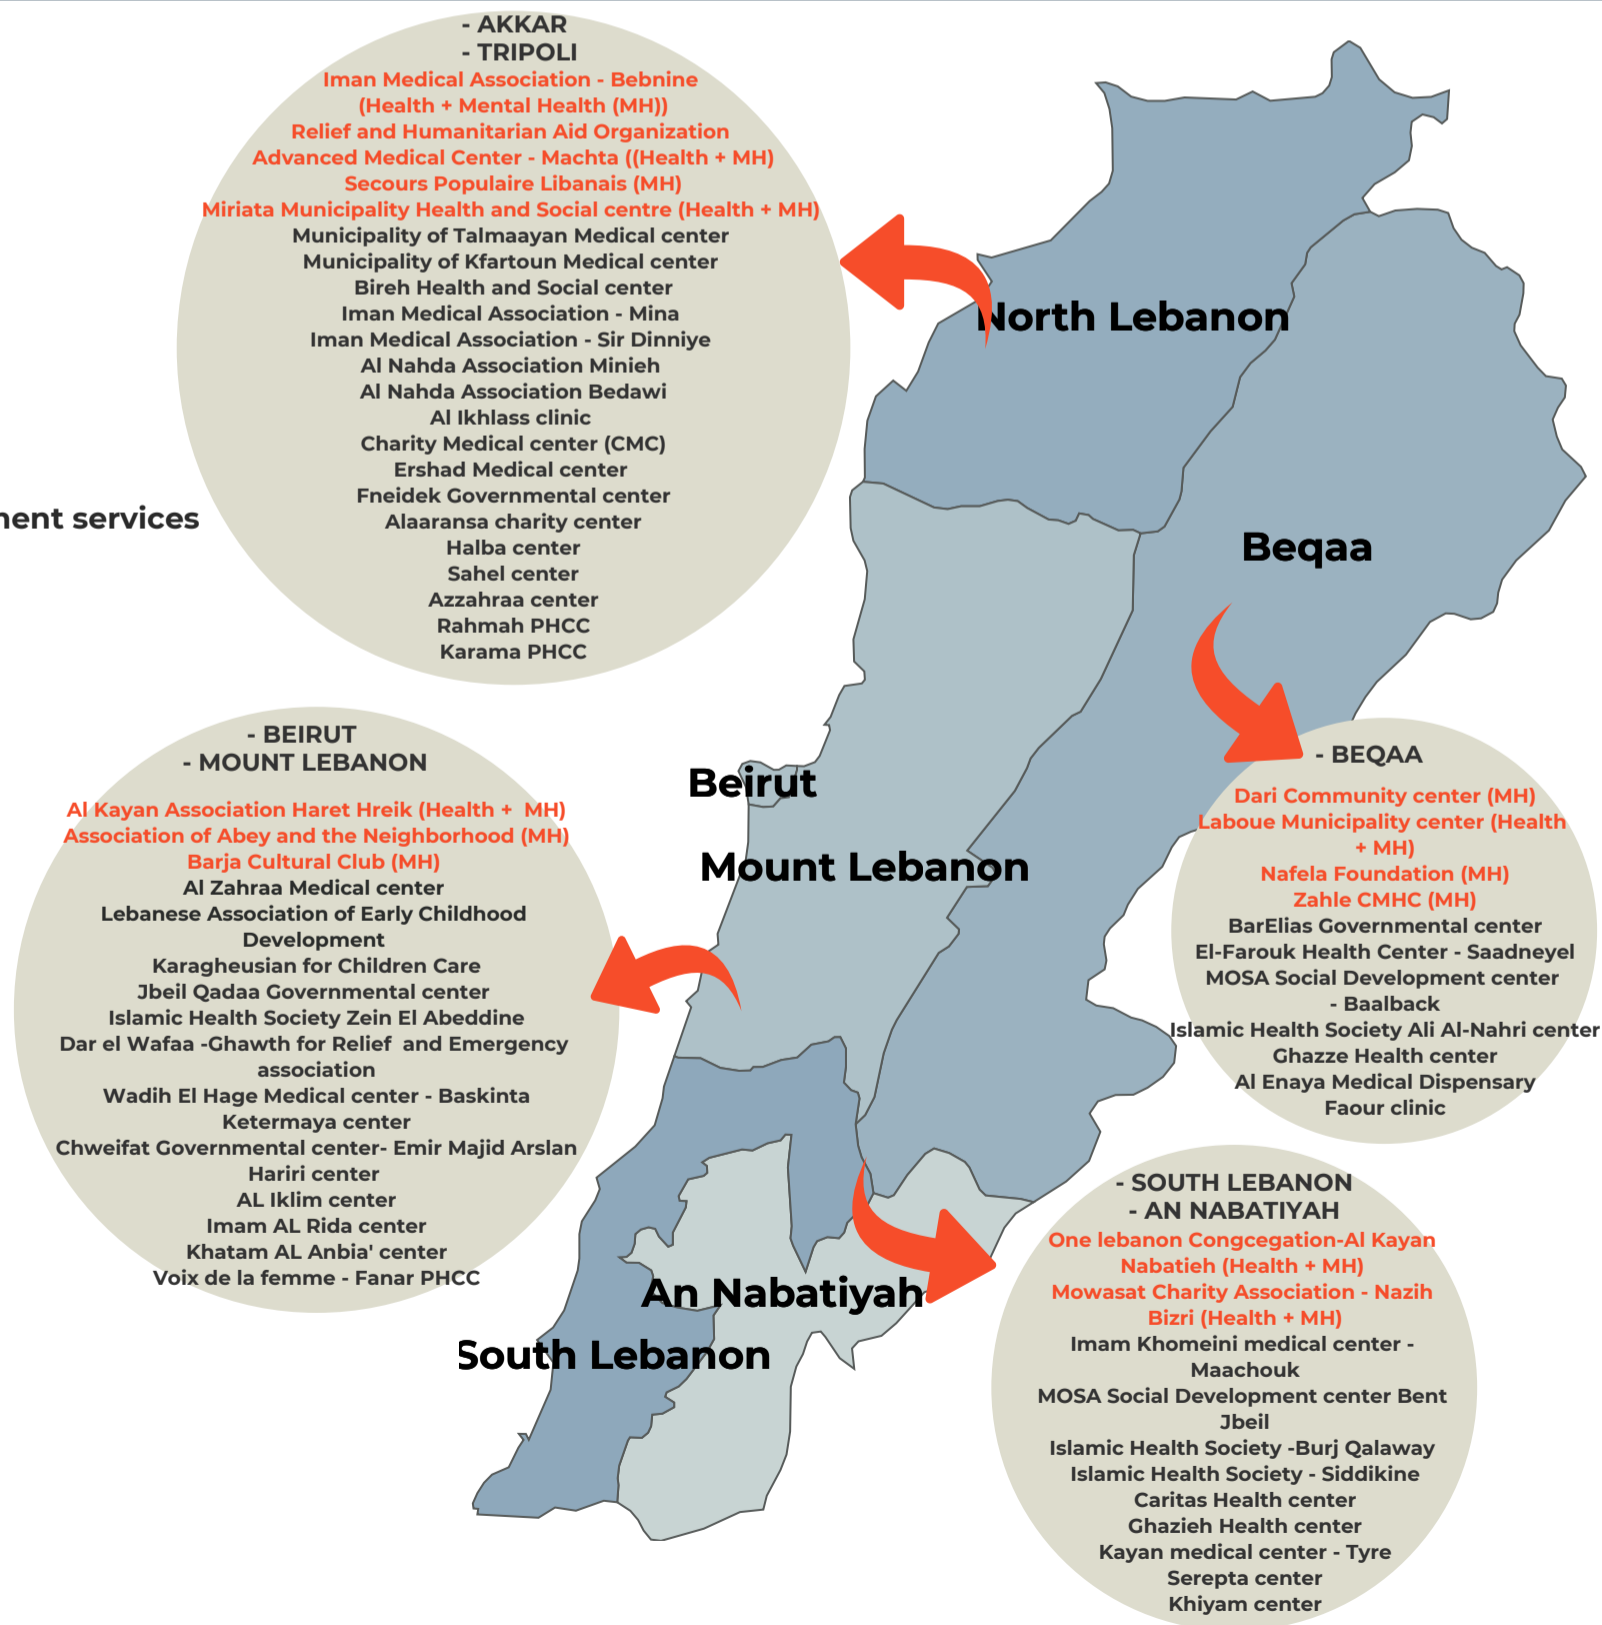 - AKKAR
- TRIPOLI
Iman Medical Association - Bebnine
(Health + Mental Health (MH))
Relief and Humanitarian Aid Organization
Advanced Medical Center - Machta ((Health + MH)
Secours Populaire Libanais (MH)
Miriata Municipality Health and Social centre (Health + MH)
Municipality of Talmaayan Medical center
Municipality of Kfartoun Medical center
Bireh Health and Social center
Iman Medical Association - Mina
Iman Medical Association - Sir Dinniye
Al Nahda Association Minieh
Al Nahda Association Bedawi
Al Ikhlass clinic
Charity Medical center (CMC)
Ershad Medical center
Fneidek Governmental center
Alaaransa charity center
Halba center
Sahel center
Azzahraa center
Rahmah PHCC
Karama PHCC
services
North Lebanon
Beqaa
Beirut
Mount Lebanon
An Nabatiyah
South Lebanon
- BEIRUT
- MOUNT LEBANON
Al Kayan Association Haret Hreik (Health + MH)
Association of Abey and the Neighborhood (MH)
Barja Cultural Club (MH)
Al Zahraa Medical center
Lebanese Association of Early Childhood
Development
Karagheusian for Children Care
Jbeil Qadaa Governmental center
Islamic Health Society Zein El Abeddine
Dar el Wafaa -Ghawth for Relief and Emergency
association
Wadih El Hage Medical center - Baskinta
Ketermaya center
Chweifat Governmental center- Emir Majid Arslan
Hariri center
AL Iklim center
Imam AL Rida center
Khatam AL Anbia' center
Voix de la femme - Fanar PHCC
- BEQAA
Dari Community center (MH)
Laboue Municipality center (Health
+ MH)
Nafela Foundation (MH)
Zahle CMHC (MH)
BarElias Governmental center
El-Farouk Health Center - Saadneyel
MOSA Social Development center
- Baalback
Islamic Health Society Ali Al-Nahri center
Ghazze Health center
Al Enaya Medical Dispensary
Faour clinic
- SOUTH LEBANON
- AN NABATIYAH
One lebanon Congcegation-Al Kayan
Nabatieh (Health + MH)
Mowasat Charity Association - Nazih
Bizri (Health + MH)
Imam Khomeini medical center -
Maachouk
MOSA Social Development center Bent
Jbeil
Islamic Health Society -Burj Qalaway
Islamic Health Society - Siddikine
Caritas Health center
Ghazieh Health center
Kayan medical center - Tyre
Serepta center
Khiyam center